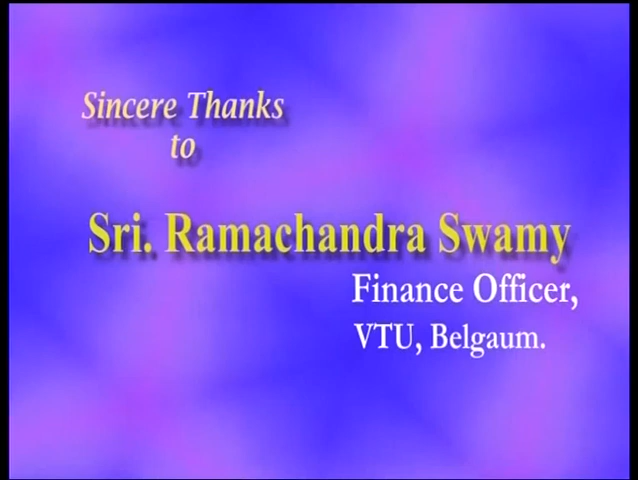 Sincere Thanks
to
Sri. Ramachandra Swamy
Finance Officer,
VTU, Belgaum.